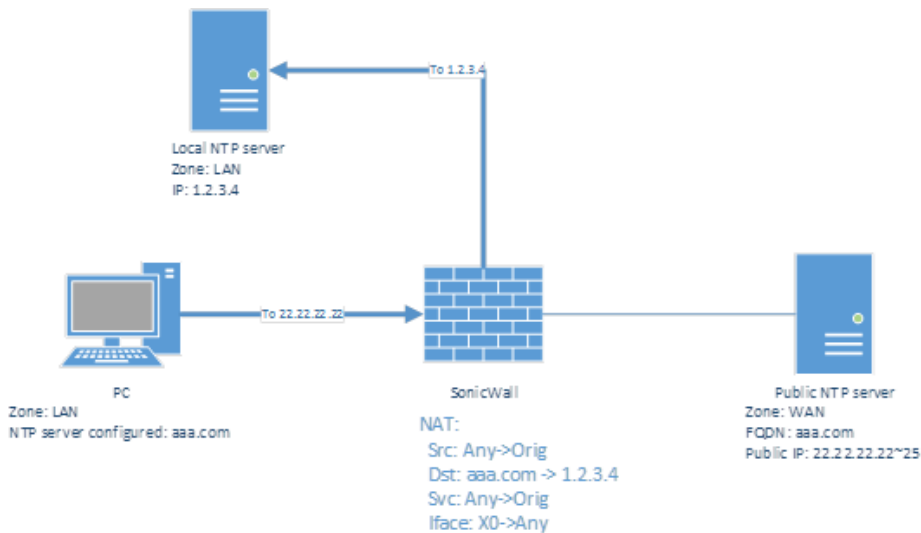 To 1.2.3.4
Local NTP server
Zone: LAN
IP: 1.2.3.4
To 22.22.22.22
PC
Zone: LAN
NTP server configured: aaa.com
SonicWall
NAT:
Src: Any->Orig
Dst: aaa.com -> 1.2.3.4
Svc: Any->Orig
Iface: X0->Any
Public NTP server
Zone: WAN
FQDN: aaa.com
Public IP: 22.22.22.22~25